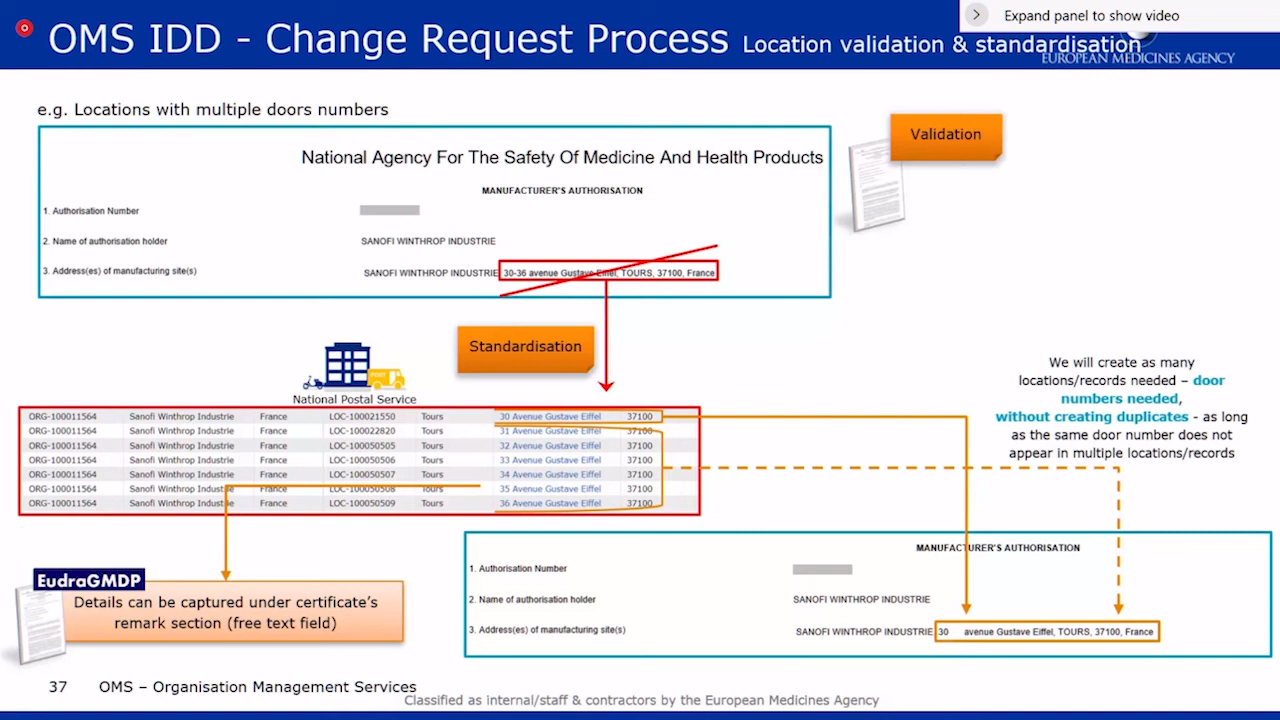 OMS IDD - Change Request Process Location validation & standardisation
Expand panel to show video
EUROPEAN MEDICINES AGENCY
e.g. Locations with multiple doors numbers
Validation
National Agency For The Safety Of Medicine And Health Products
MANUFACTURER'S AUTHORISATION
1. Authorisation Number
2. Name of authorisation holder SANOFI WINTHROP INDUSTRIE
3. Address(es) of manufacturing site(s) SANOFI WINTHROP INDUSTRIE 30-36 avenue Gustave Eiffel, TOURS, 37100, France
Standardisation
POST
National Postal Service
We will create as many
locations/records needed – door
numbers needed,
without creating duplicates - as long
as the same door number does not
appear in multiple locations/records
ORG-100011564 Sanofi Winthrop Industrie France LOC-100021550 Tours 30 Avenue Gustave Eiffel 37100
ORG-100011564 Sanofi Winthrop Industrie France LOC-100022820 Tours 31 Avenue Gustave Eiffel 37100
ORG-100011564 Sanofi Winthrop Industrie France LOC-100050505 Tours 32 Avenue Gustave Eiffel 37100
ORG-100011564 Sanofi Winthrop Industrie France LOC-100050506 Tours 33 Avenue Gustave Eiffel 37100
ORG-100011564 Sanofi Winthrop Industrie France LOC-100050507 Tours 34 Avenue Gustave Eiffel 37100
ORG-100011564 Sanofi Winthrop Industrie France LOC-100050508 Tours 35 Avenue Gustave Eiffel 37100
ORG-100011564 Sanofi Winthrop Industrie France LOC-100050509 Tours 36 Avenue Gustave Eiffel 37100
EudraGMDP
Details can be captured under certificate's
remark section (free text field)
MANUFACTURER'S AUTHORISATION
1. Authorisation Number
2. Name of authorisation holder SANOFI WINTHROP INDUSTRIE
3. Address(es) of manufacturing site(s) SANOFI WINTHROP INDUSTRIE 30 avenue Gustave Eiffel, TOURS, 37100, France
37 OMS – Organisation Management Services
Classified as internal/staff & contractors by the European Medicines Agency